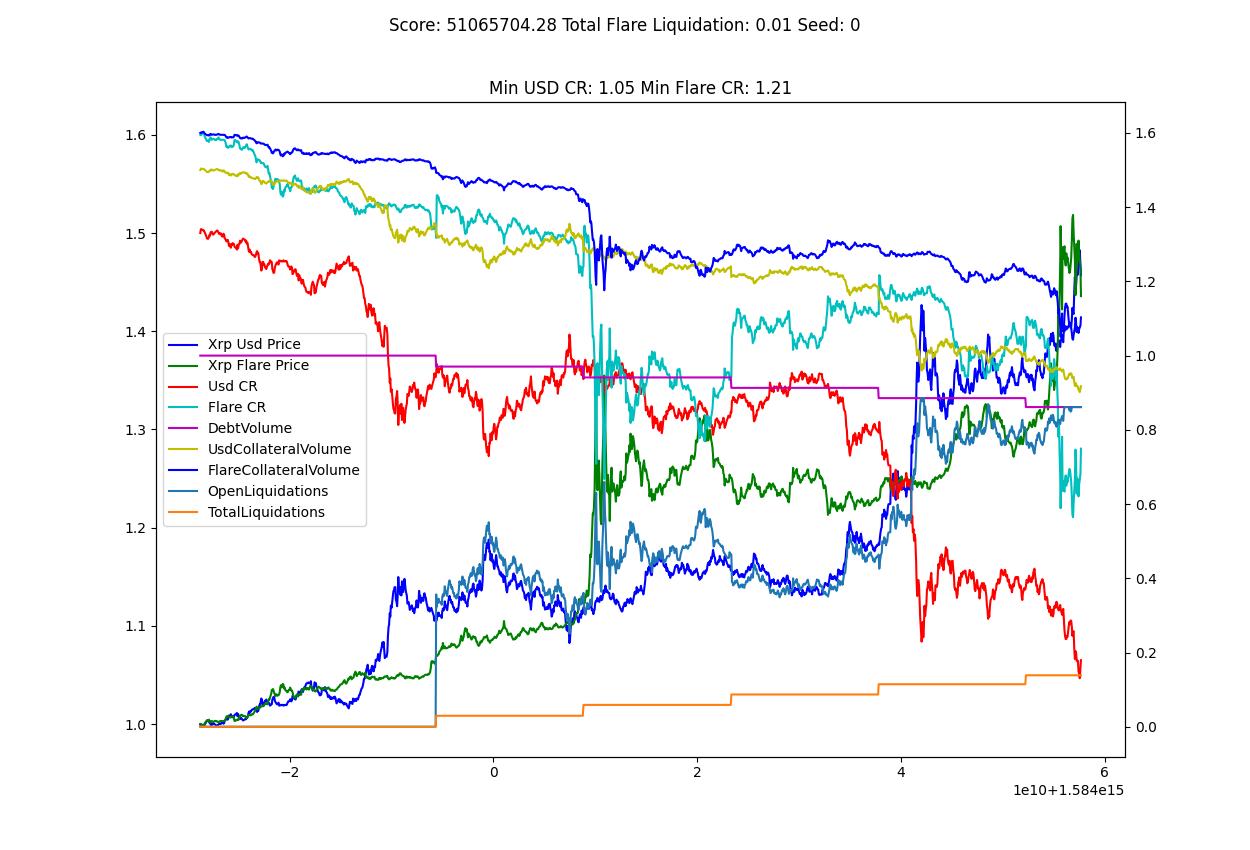 Score: 51065704.28 Total Flare Liquidation: 0.01 Seed: 0
Min USD CR: 1.05 Min Flare CR: 1.21
1.6
1.5
1.4
1.3
1.2
1.1
1.0
Xrp Usd Price
Xrp Flare Price
Usd CR
Flare CR
DebtVolume
UsdCollateralVolume
FlareCollateralVolume
OpenLiquidations
TotalLiquidations
1.6
1.4
1.2
1.0
0.8
0.6
0.4
0.2
0.0
−2 0 2 4 6
1e10+1.584e15